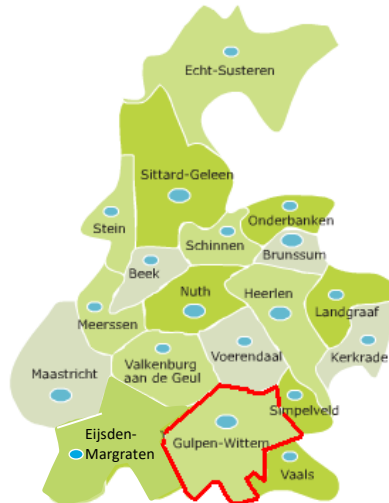 Echt-Susteren
Sittard-Geleen
Stein
Onderbanken
Schinnen
Brunssum
Beek
Nuth
Heerlen
Landgraaf
Meerssen
Voerendaal
Kerkrade
Valkenburg
aan de Geul
Maastricht
Simpelveld
Eijsden-
Margraten
Gulpen-Wittem
Vaals